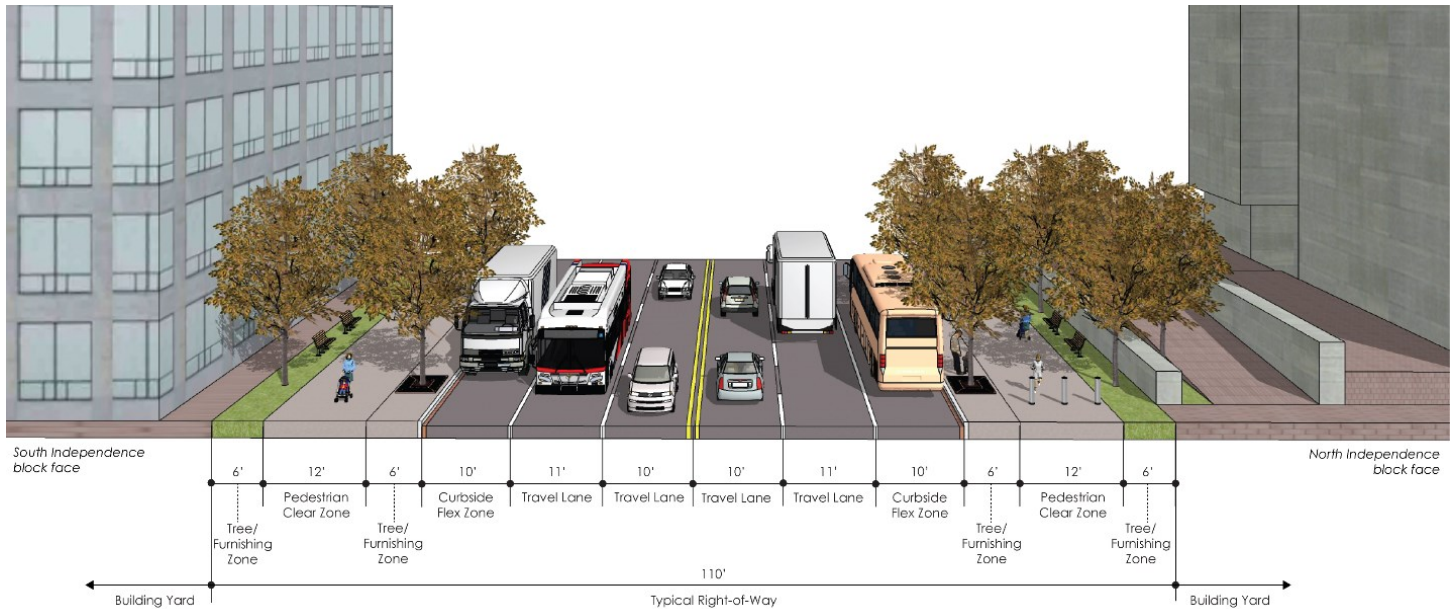 South Independence
block face
North Independence
block face
6' 12' 6' 10' 11' 10' 10' 11' 10' 6' 12' 6'
Tree/
Furnishing
Zone
Pedestrian
Clear Zone
Tree/
Furnishing
Zone
Curbside
Flex Zone
Travel Lane
Travel Lane
Travel Lane
Travel Lane
Curbside
Flex Zone
Tree/
Furnishing
Zone
Pedestrian
Clear Zone
Tree/
Furnishing
Zone
110'
Building Yard
Typical Right-of-Way
Building Yard